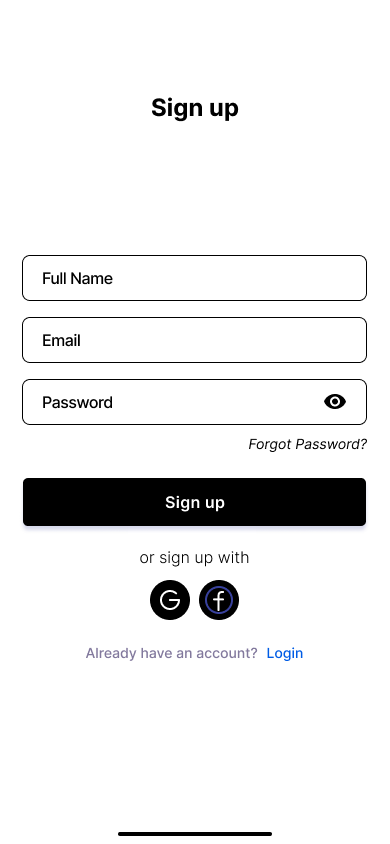 Sign up
Full Name
Email
Password
Forgot Password?
Sign up
or sign up with
G f
Already have an account? Login